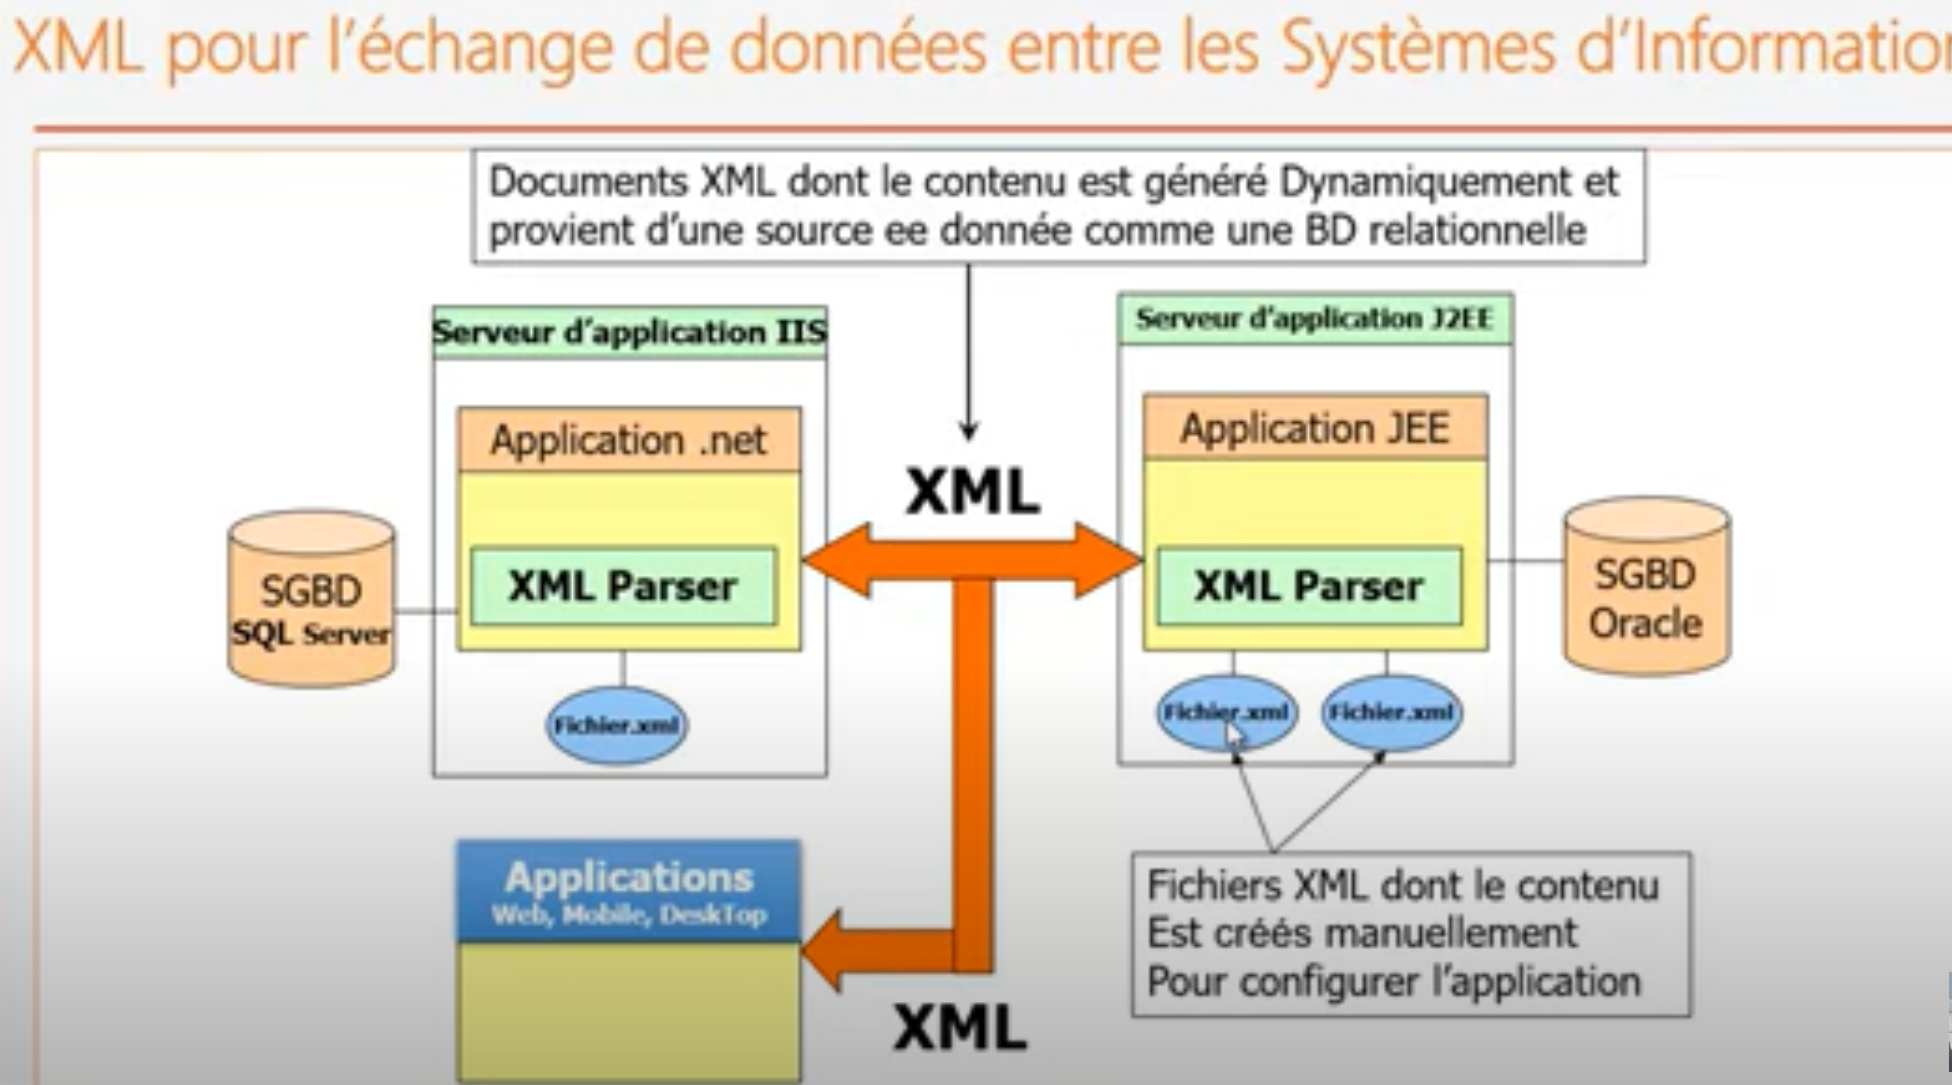 XML pour l'échange de données entre les Systèmes d'Information
Documents XML dont le contenu est généré Dynamiquement et
provient d'une source ee donnée comme une BD relationnelle
Serveur d'application IIS
Serveur d'application J2EE
Application .net
Application JEE
XML
XML Parser
XML Parser
SGBD
SQL Server
SGBD
Oracle
Fichier.xml
Fichier.xml
Fichier.xml
Applications
Web, Mobile, DeskTop
XML
Fichiers XML dont le contenu
Est créés manuellement
Pour configurer l'application